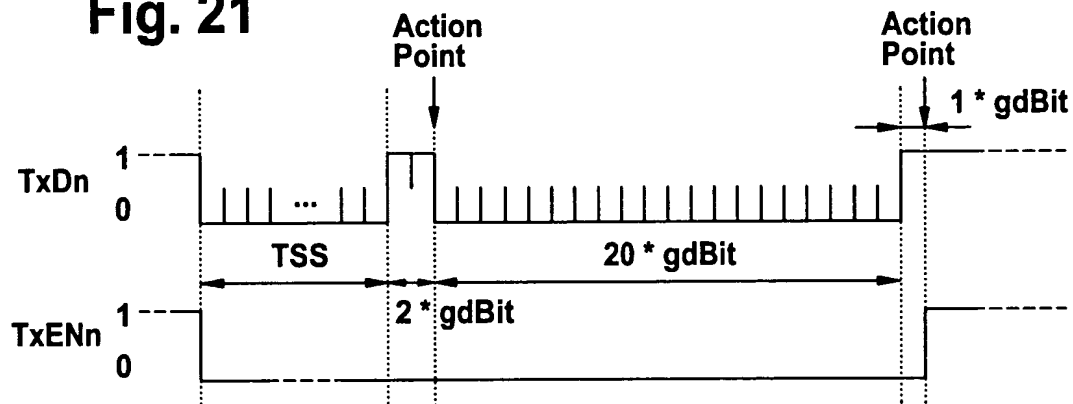 Fig. 21
Action
Point
Action
Point
1 * gdBit
TxDn
1
0
...
TSS
20 * gdBit
2 * gdBit
TxENn
1
0